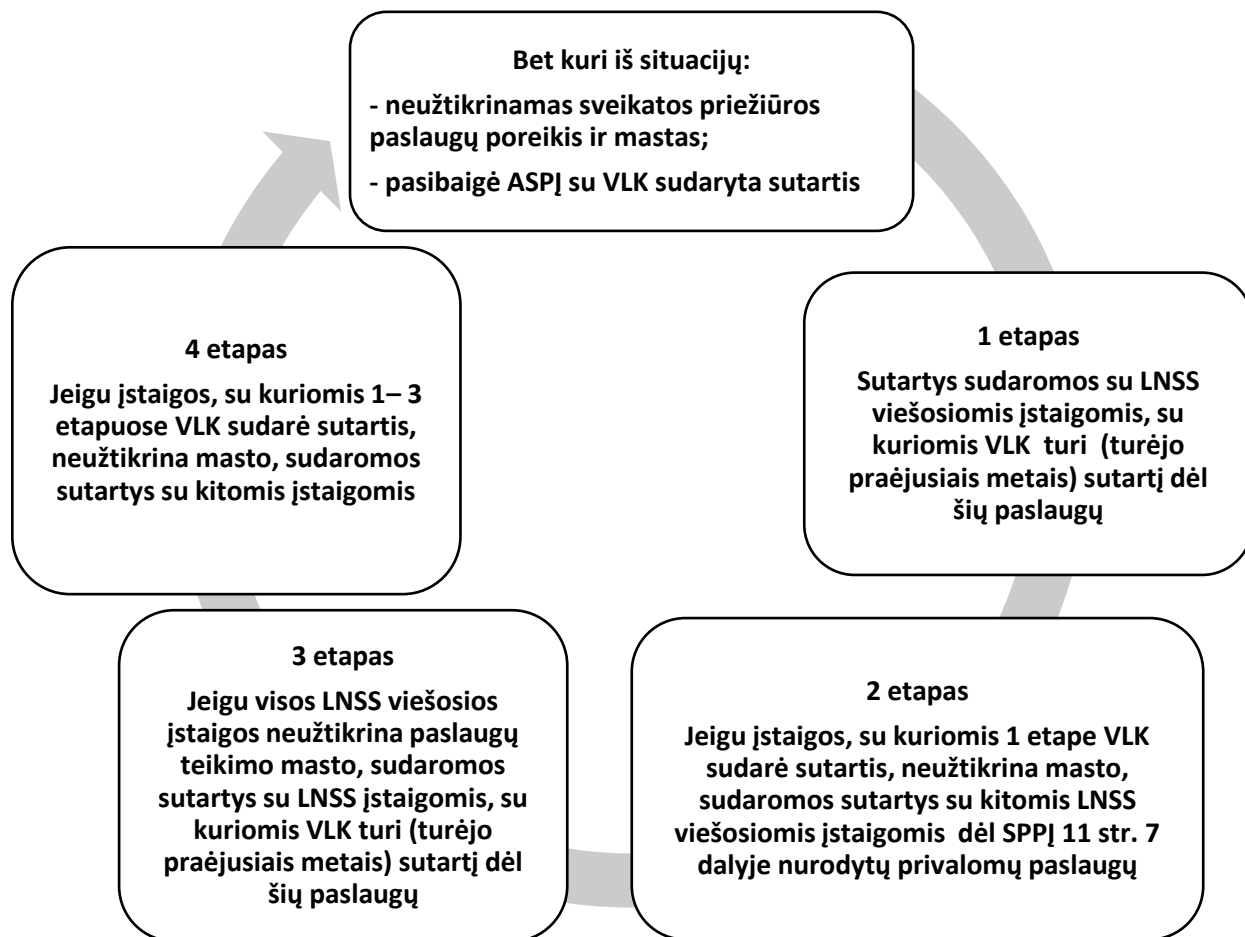 Bet kuri iš situacijų:
- neužtikrinamas sveikatos priežiūros
paslaugų poreikis ir mastas;
- pasibaigė ASPĮ su VLK sudaryta sutartis
1 etapas
Sutartys sudaromos su LNSS
viešosiomis įstaigomis, su
kuriomis VLK turi (turėjo
praėjusiais metais) sutartį dėl
šių paslaugų
2 etapas
Jeigu įstaigos, su kuriomis 1 etape VLK
sudarė sutartis, neužtikrina masto,
sudaromos sutartys su kitomis LNSS
viešosiomis įstaigomis dėl SPPĮ 11 str. 7
dalyje nurodytų privalomų paslaugų
3 etapas
Jeigu visos LNSS viešosios
įstaigos neužtikrina paslaugų
teikimo masto, sudaromos
sutartys su LNSS įstaigomis, su
kuriomis VLK turi (turėjo
praėjusiais metais) sutartį dėl
šių paslaugų
4 etapas
Jeigu įstaigos, su kuriomis 1– 3
etapuose VLK sudarė sutartis,
neužtikrina masto, sudaromos
sutartys su kitomis įstaigomis